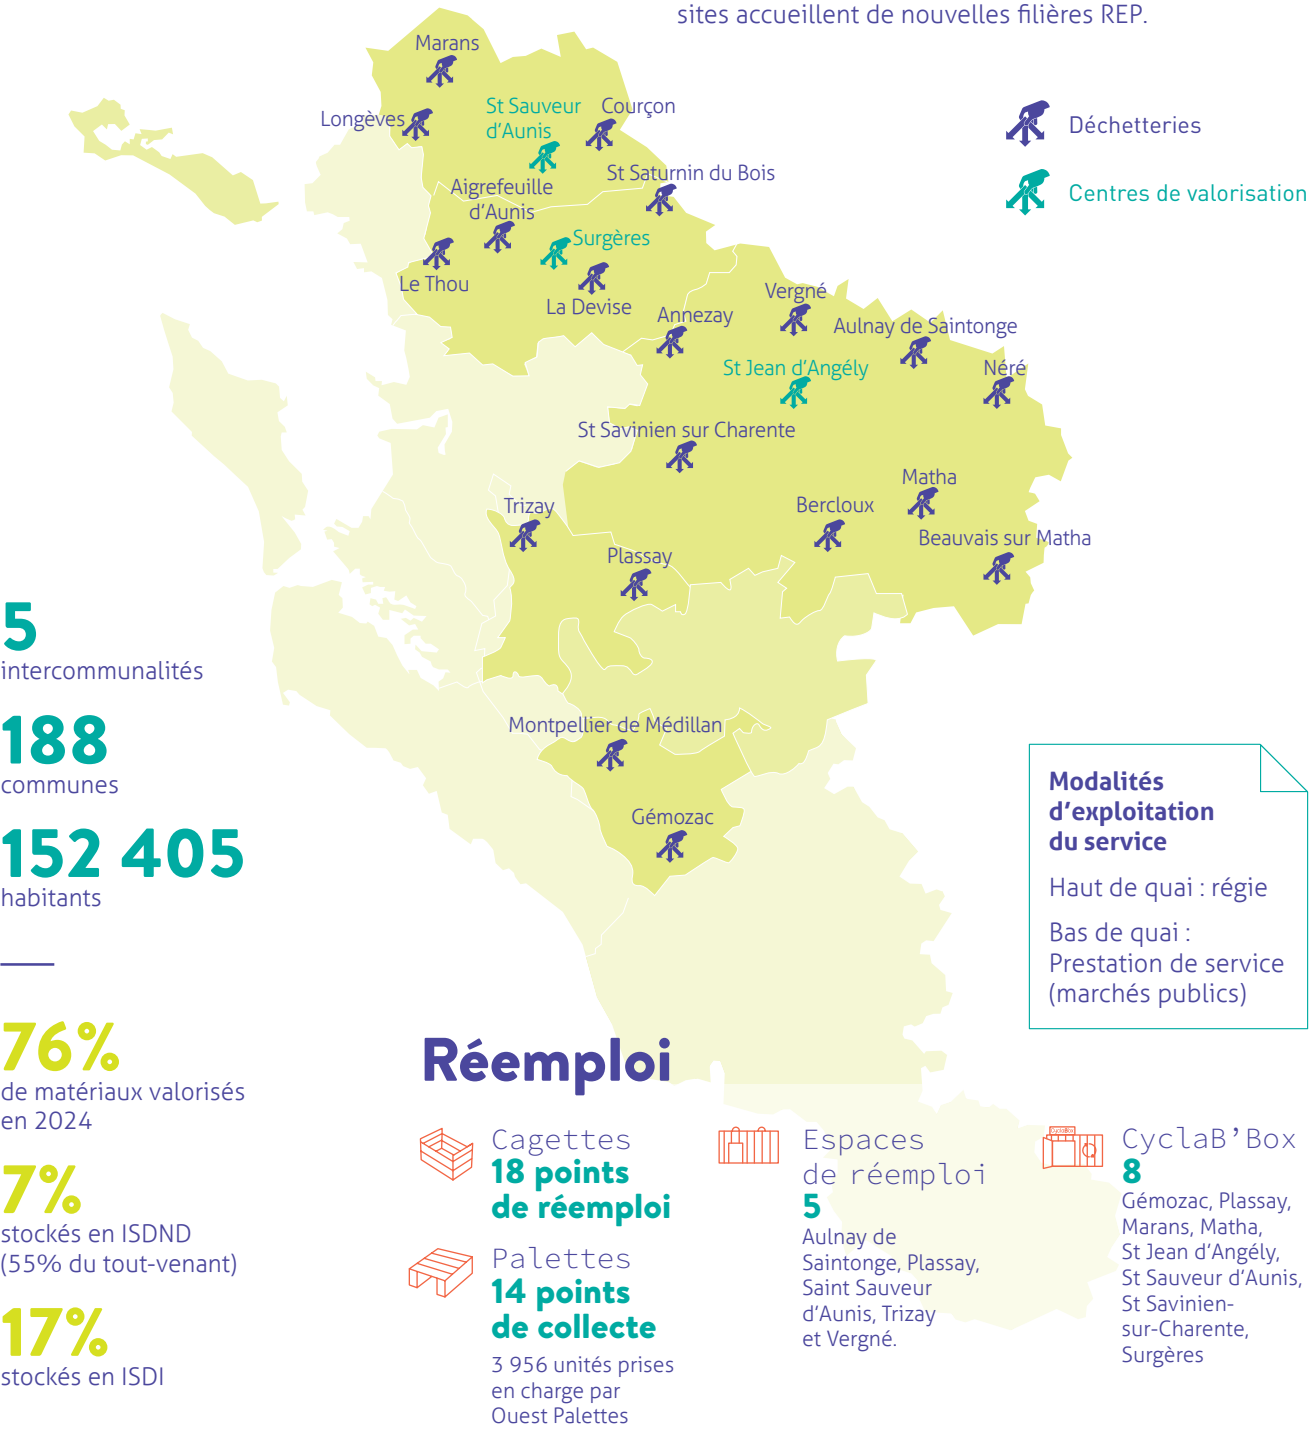 sites accueillent de nouvelles filières REP.
Marans
Longèves
St Sauveur
d'Aunis
Courçon
St Saturnin du Bois
Aigrefeuille
d'Aunis
Surgères
Le Thou
La Devise
Annezay
Vergné
Aulnay de Saintonge
St Jean d'Angély
Néré
St Savinien sur Charente
Matha
Trizay
Bercloux
Beauvais sur Matha
Plassay
Montpellier de Médillan
Gémozac
Déchetteries
Centres de valorisation
5
intercommunalités
188
communes
152 405
habitants
76%
de matériaux valorisés
en 2024
7%
stockés en ISDND
(55% du tout-venant)
17%
stockés en ISDI
Modalités
d'exploitation
du service
Haut de quai : régie
Bas de quai :
Prestation de service
(marchés publics)
Réemploi
Cagettes
18 points
de réemploi
Palettes
14 points
de collecte
3 956 unités prises
en charge par
Ouest Palettes
Espaces
de réemploi
5
Aulnay de
Saintonge, Plassay,
Saint Sauveur
d'Aunis, Trizay
et Vergné.
CyclaBox
CyclaB'Box
8
Gémozac, Plassay,
Marans, Matha,
St Jean d'Angély,
St Sauveur d'Aunis,
St Savinien-
sur-Charente,
Surgères